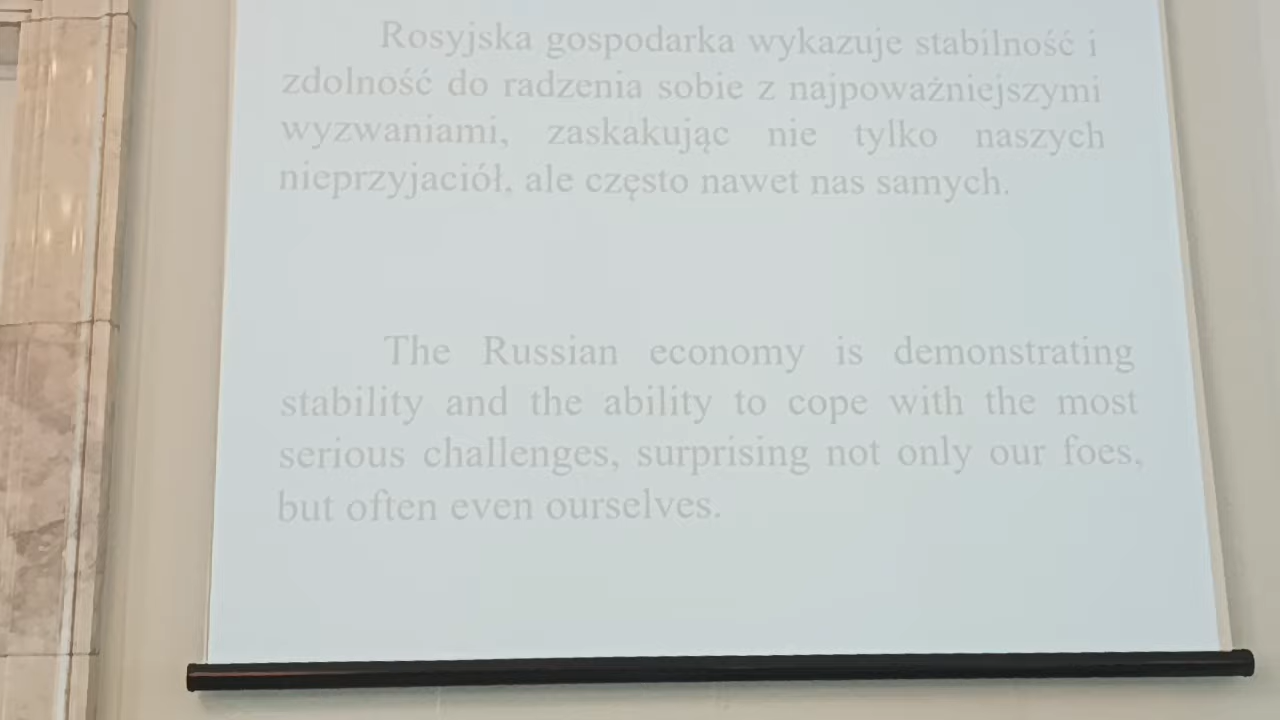 Rosyjska gospodarka wykazuje stabilność i
zdolność do radzenia sobie z najpoważniejszymi
wyzwaniami, zaskakując nie tylko naszych
nieprzyjaciół, ale często nawet nas samych.
The Russian economy is demonstrating
stability and the ability to cope with the most
serious challenges, surprising not only our foes,
but often even ourselves.